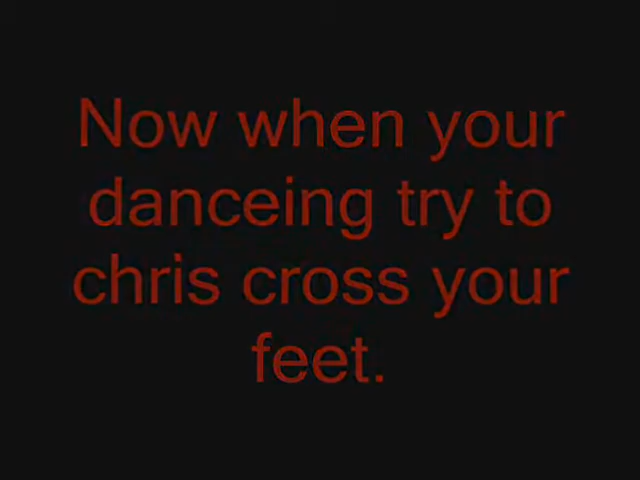 Now when your
danceing try to
chris cross your
feet.